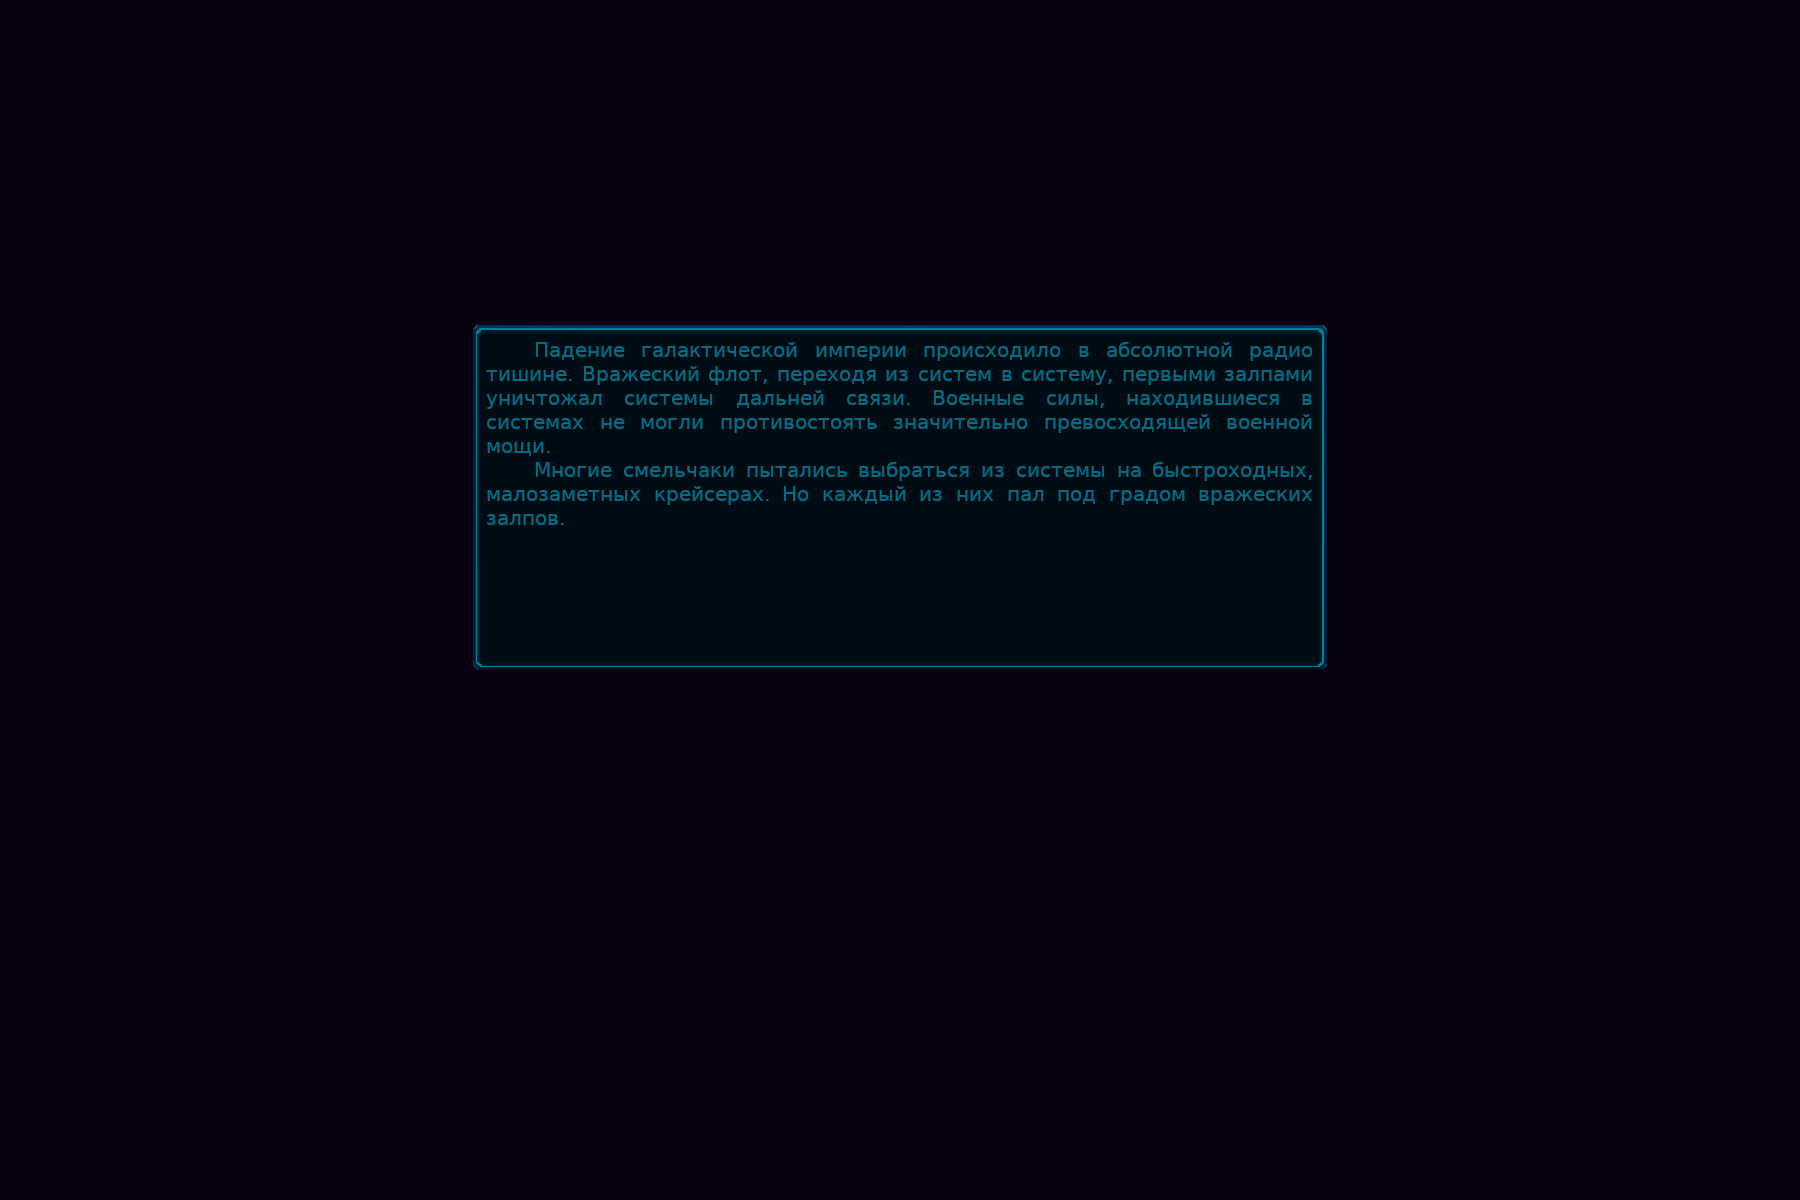 Падение галактической империи происходило в абсолютной радио
тишине. Вражеский флот, переходя из систем в систему, первыми залпами
уничтожал системы дальней связи. Военные силы, находившиеся в
системах не могли противостоять значительно превосходящей военной
мощи.
Многие смельчаки пытались выбраться из системы на быстроходных,
малозаметных крейсерах. Но каждый из них пал под градом вражеских
залпов.